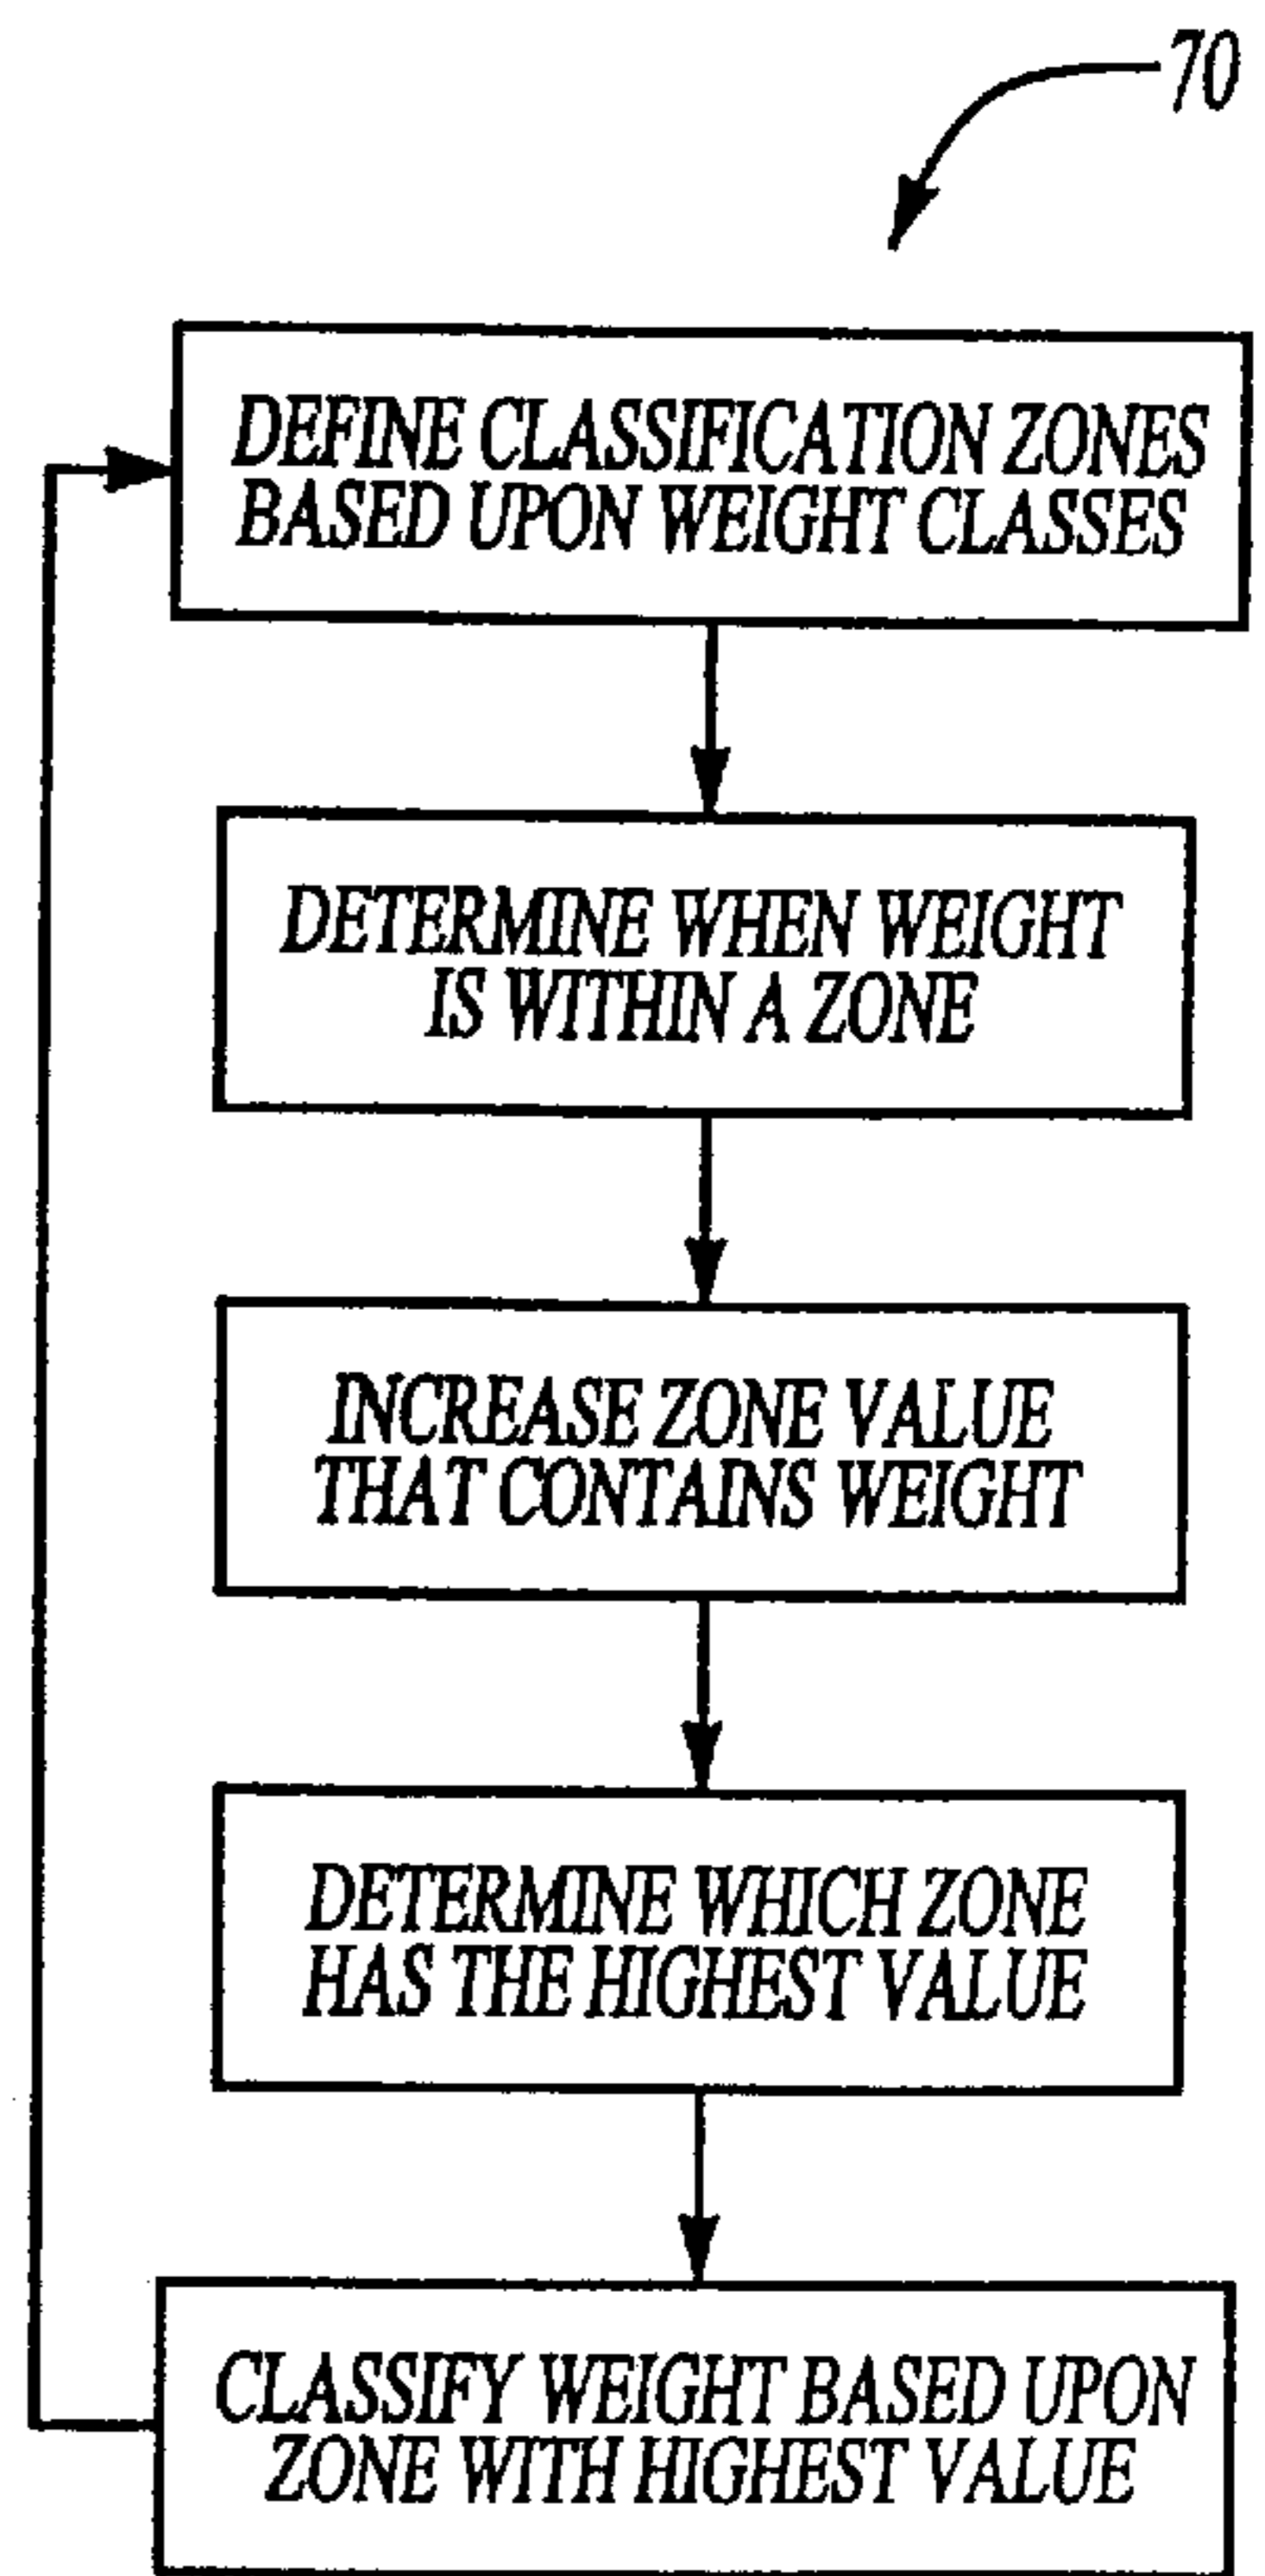 70
DEFINE CLASSIFICATION ZONES
BASED UPON WEIGHT CLASSES
DETERMINE WHEN WEIGHT
IS WITHIN A ZONE
INCREASE ZONE VALUE
THAT CONTAINS WEIGHT
DETERMINE WHICH ZONE
HAS THE HIGHEST VALUE
CLASSIFY WEIGHT BASED UPON
ZONE WITH HIGHEST VALUE